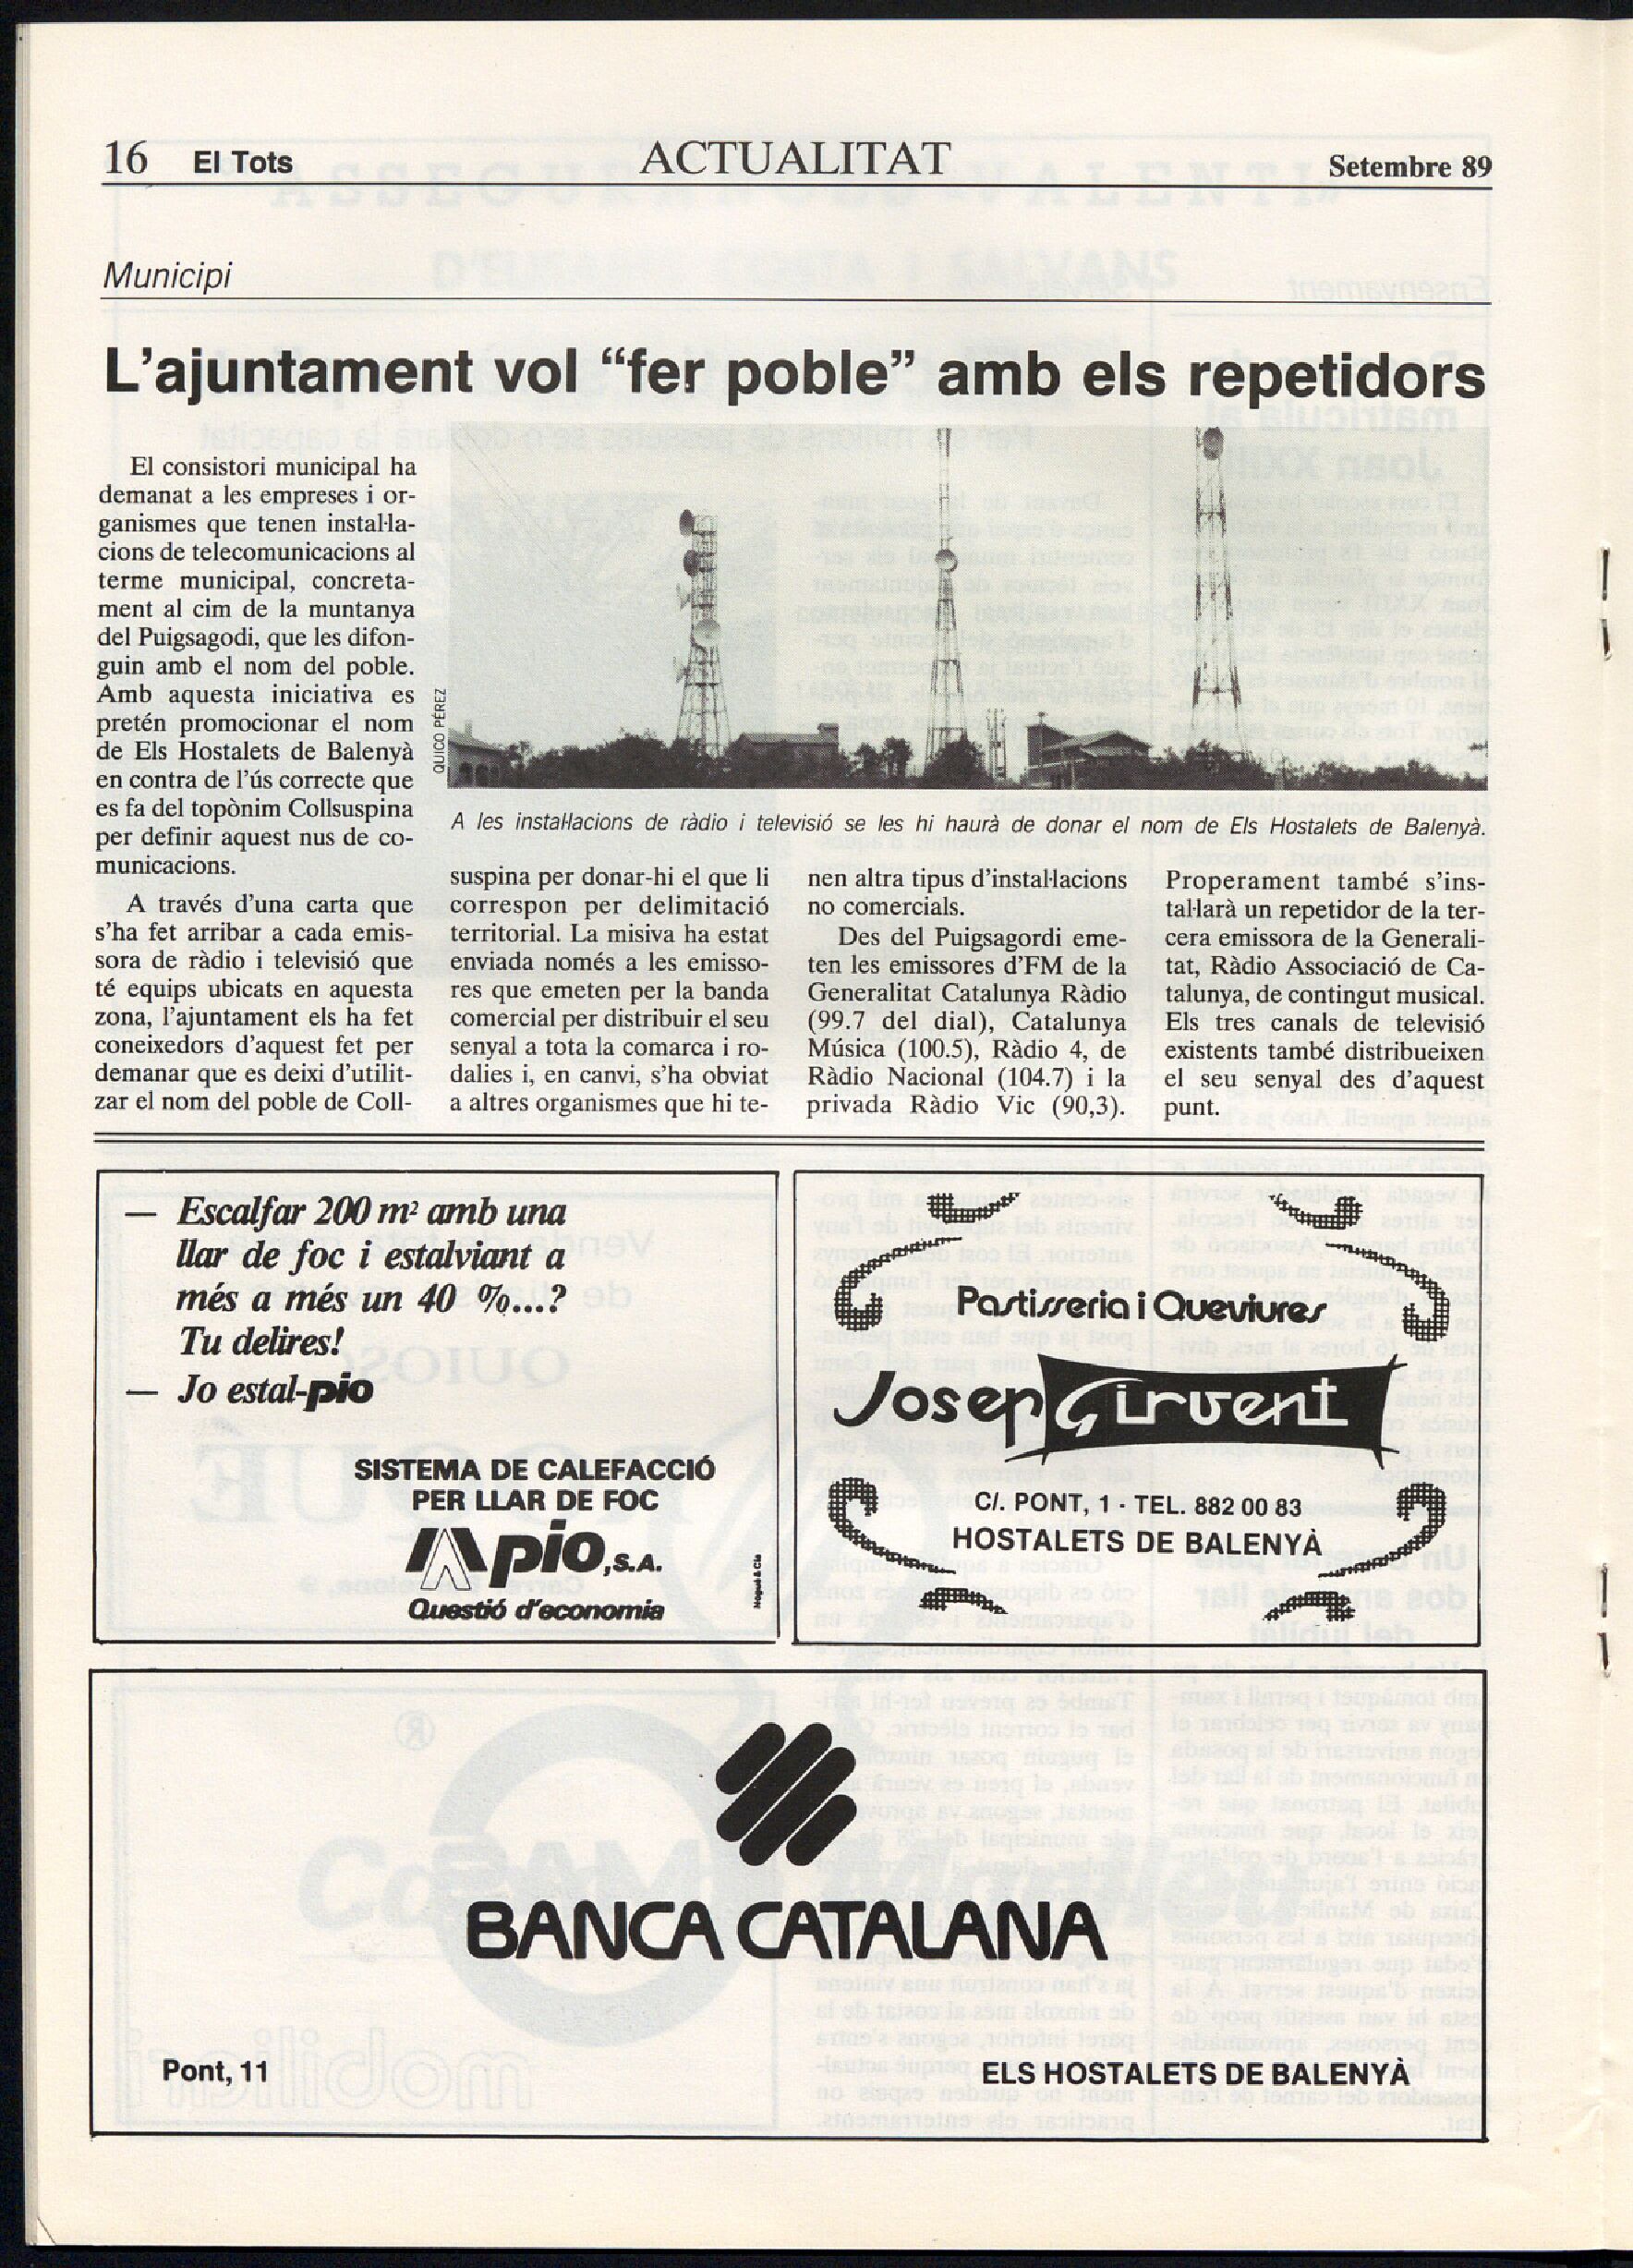 16 El Tots ACTUALITAT Setembre 89
Municipi
L'ajuntament vol “fer poble” amb els repetidors
El consistori municipal ha
demanat a les empreses i or-
ganismes que tenen instal·la-
cions de telecomunicacions al
terme municipal, concreta-
ment al cim de la muntanya
del Puigsagodi, que les difon-
guin amb el nom del poble.
Amb aquesta iniciativa es
pretén promocionar el nom
de Els Hostalets de Balenyà
en contra de l'ús correcte que
es fa del topònim Collsuspina
per definir aquest nus de co-
municacions.
A través d'una carta que
s'ha fet arribar a cada emis-
sora de ràdio i televisió que
té equips ubicats en aquesta
zona, l'ajuntament els ha fet
coneixedors d'aquest fet per
demanar que es deixi d'utilit-
zar el nom del poble de Coll-
QUICO PÉREZ
A les instal·lacions de ràdio i televisió se les hi haurà de donar el nom de Els Hostalets de Balenyà.
suspina per donar-hi el que li
correspon per delimitació
territorial. La misiva ha estat
enviada només a les emisso-
res que emeten per la banda
comercial per distribuir el seu
senyal a tota la comarca i ro-
dalies i, en canvi, s'ha obviat
a altres organismes que hi te-
nen altra tipus d'instal·lacions
no comercials.
Des del Puigsagordi eme-
ten les emissores d'FM de la
Generalitat Catalunya Ràdio
(99.7 del dial), Catalunya
Música (100.5), Ràdio 4, de
Ràdio Nacional (104.7) i la
privada Ràdio Vic (90,3).
Properament també s'ins-
tal·larà un repetidor de la ter-
cera emissora de la Generali-
tat, Ràdio Associació de Ca-
talunya, de contingut musical.
Els tres canals de televisió
existents també distribueixen
el seu senyal des d'aquest
punt.
— Escalfar 200 m² amb una
llar de foc i estalviant a
més a més un 40 %...?
Tu delires!
— Jo estal-pio
SISTEMA DE CALEFACCIÓ
PER LLAR DE FOC
pio,S.A.
Questió d'economia
Nogué & Cia
Pastisseria i Queviures
Josep Girvent
C/. PONT, 1 - TEL. 882 00 83
HOSTALETS DE BALENYÀ
BANCA CATALANA
Pont, 11
ELS HOSTALETS DE BALENYÀ